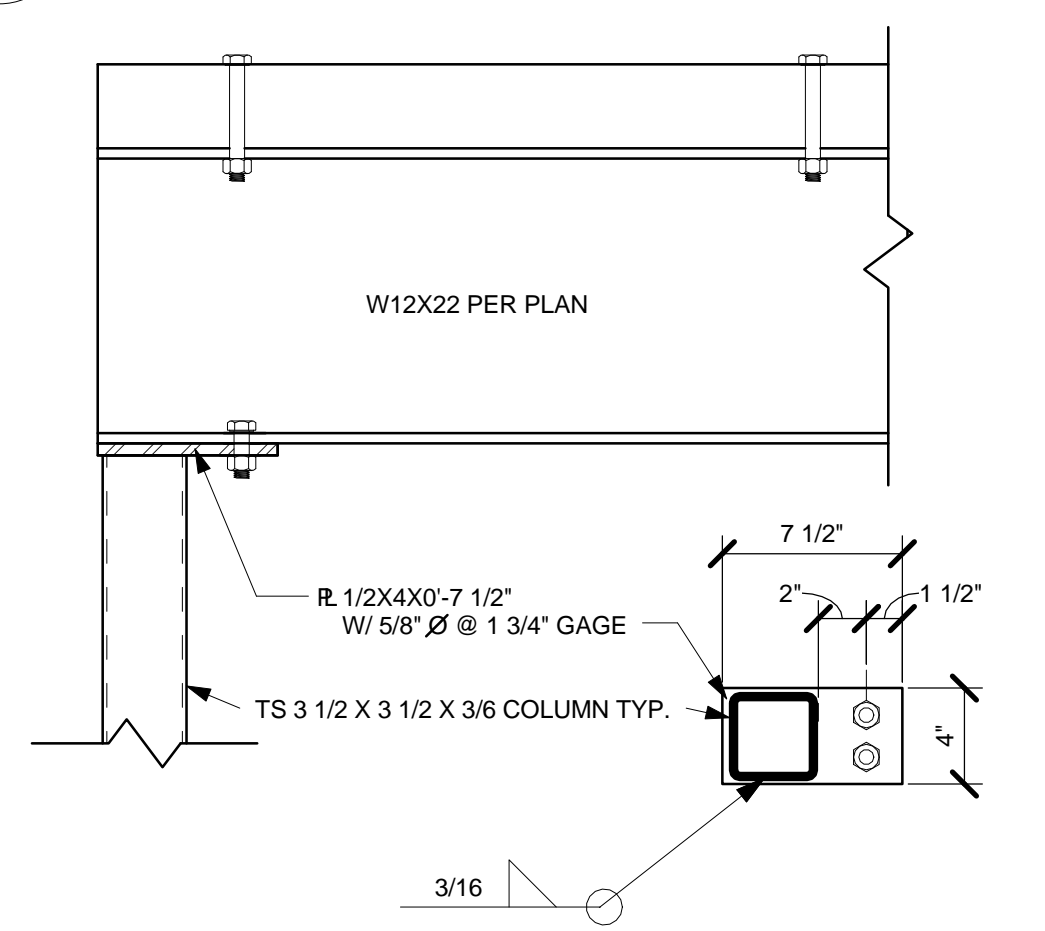 W12X22 PER PLAN
7 1/2"
2"
1 1/2"
PL 1/2X4X0'-7 1/2"
W/ 5/8" Ø @ 1 3/4" GAGE
TS 3 1/2 X 3 1/2 X 3/6 COLUMN TYP.
4"
3/16